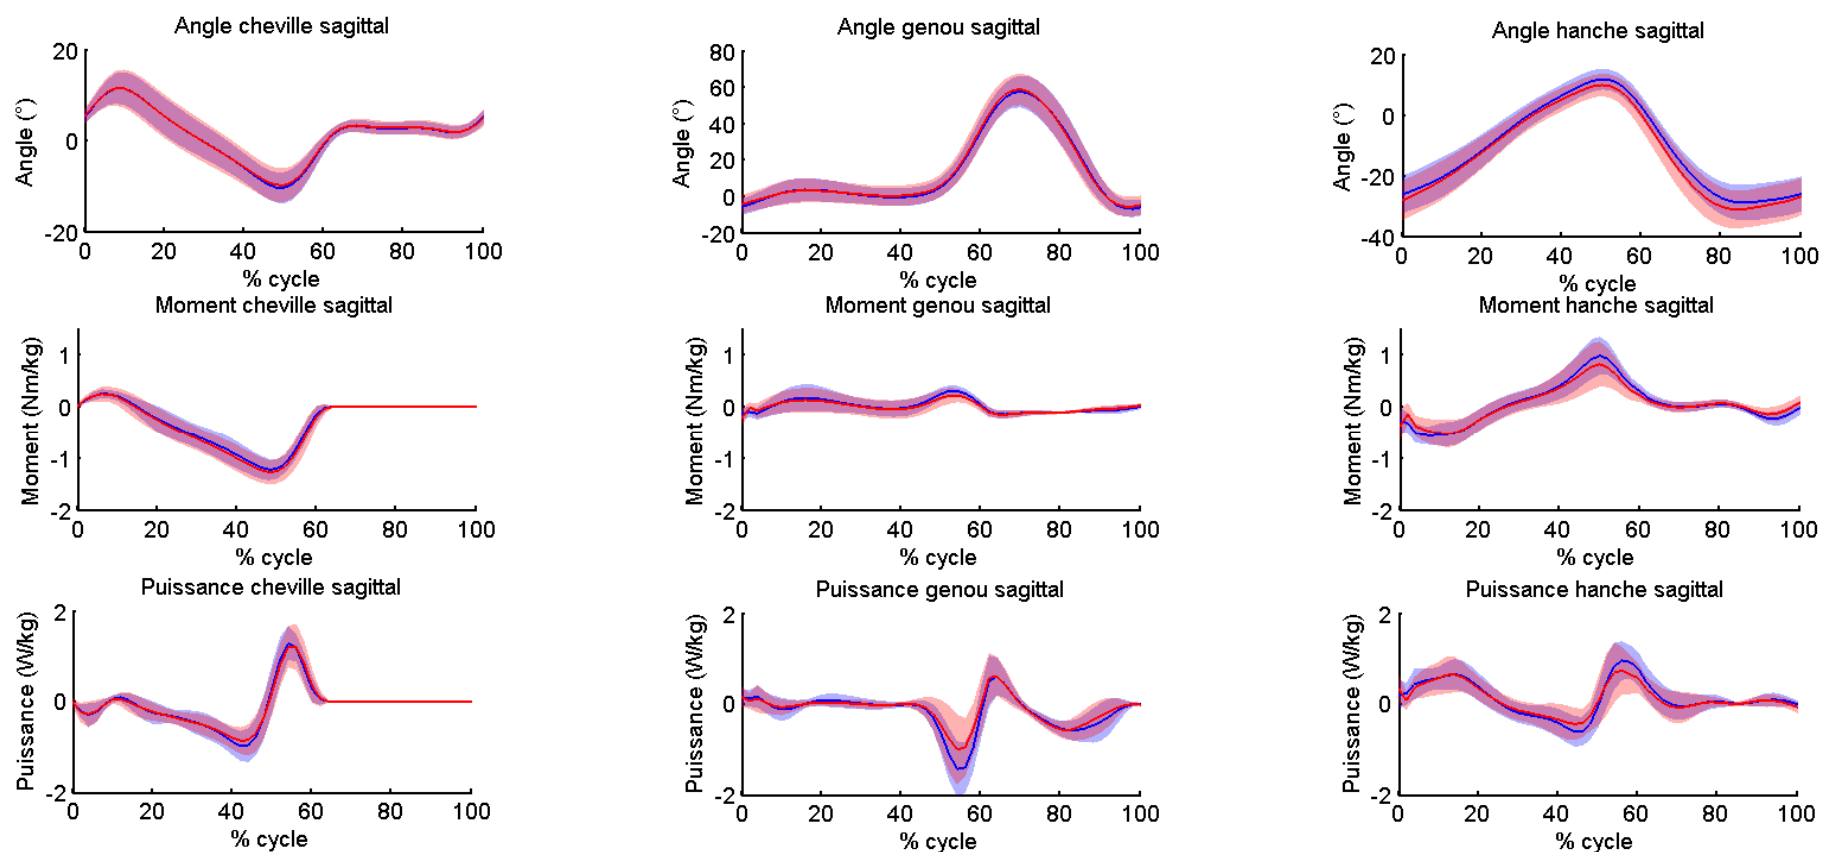 Angle cheville sagittal
Angle genou sagittal
Angle hanche sagittal
Angle (°)
20
0
-20
0 20 40 60 80 100
% cycle
Angle (°)
80
60
40
20
0
-20
0 20 40 60 80 100
% cycle
Angle (°)
20
0
-20
-40
0 20 40 60 80 100
% cycle
Moment cheville sagittal
Moment genou sagittal
Moment hanche sagittal
Moment (Nm/kg)
1
0
-1
-2
0 20 40 60 80 100
% cycle
Moment (Nm/kg)
1
0
-1
-2
0 20 40 60 80 100
% cycle
Moment (Nm/kg)
1
0
-1
-2
0 20 40 60 80 100
% cycle
Puissance cheville sagittal
Puissance genou sagittal
Puissance hanche sagittal
Puissance (W/kg)
2
0
-2
0 20 40 60 80 100
% cycle
Puissance (W/kg)
2
0
-2
0 20 40 60 80 100
% cycle
Puissance (W/kg)
2
0
-2
0 20 40 60 80 100
% cycle